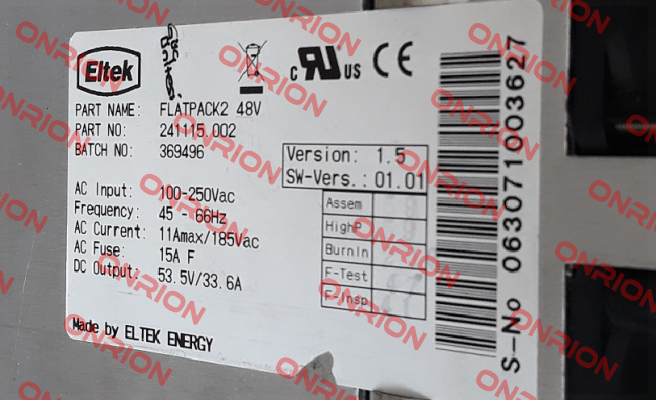 Eltek
PART NAME: FLATPACK2 48V
PART NO: 241115.002
BATCH NO: 369496
c RU US CE
Version: 1.5
SW-Vers.: 01.01
AC Input: 100-250Vac
Frequency: 45 - 66Hz
AC Current: 11Amax/185Vac
AC Fuse: 15A F
DC Output: 53.5V/33.6A
Assem
HighP
BurnIn
F-Test
F-Insp
Made by ELTEK ENERGY
S-No 063071003627
ONRION